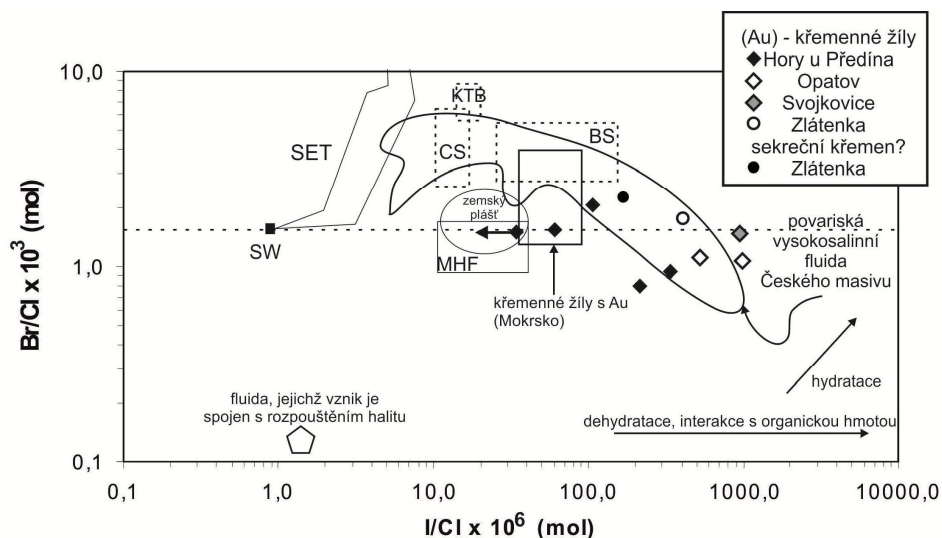 (Au) - křemenné žíly
Hory u Předína
Opatov
Svojkovice
Zlátenka
sekreční křemen?
Zlátenka
10,0
1,0
0,1
Br/Cl x 10³ (mol)
KTB
SET
CS
BS
SW
zemský
plášť
MHF
křemenné žíly s Au
(Mokrsko)
povariská
vysokosalinní
fluida
Českého masivu
hydratace
fluida, jejichž vznik je
spojen s rozpouštěním halitu
dehydratace, interakce s organickou hmotou
0,1
1,0
10,0
100,0
1000,0
10000,0
I/Cl x 10⁶ (mol)